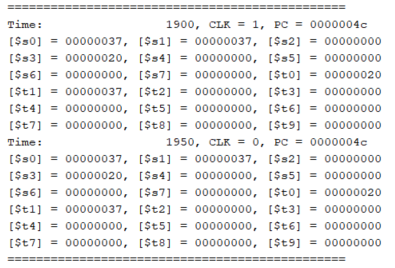 ==============================================
Time:                 1900, CLK = 1, PC = 0000004c
[$s0] = 00000037, [$s1] = 00000037, [$s2] = 00000000
[$s3] = 00000020, [$s4] = 00000000, [$s5] = 00000000
[$s6] = 00000000, [$s7] = 00000000, [$t0] = 00000020
[$t1] = 00000037, [$t2] = 00000000, [$t3] = 00000000
[$t4] = 00000000, [$t5] = 00000000, [$t6] = 00000000
[$t7] = 00000000, [$t8] = 00000000, [$t9] = 00000000
Time:                 1950, CLK = 0, PC = 0000004c
[$s0] = 00000037, [$s1] = 00000037, [$s2] = 00000000
[$s3] = 00000020, [$s4] = 00000000, [$s5] = 00000000
[$s6] = 00000000, [$s7] = 00000000, [$t0] = 00000020
[$t1] = 00000037, [$t2] = 00000000, [$t3] = 00000000
[$t4] = 00000000, [$t5] = 00000000, [$t6] = 00000000
[$t7] = 00000000, [$t8] = 00000000, [$t9] = 00000000
==============================================